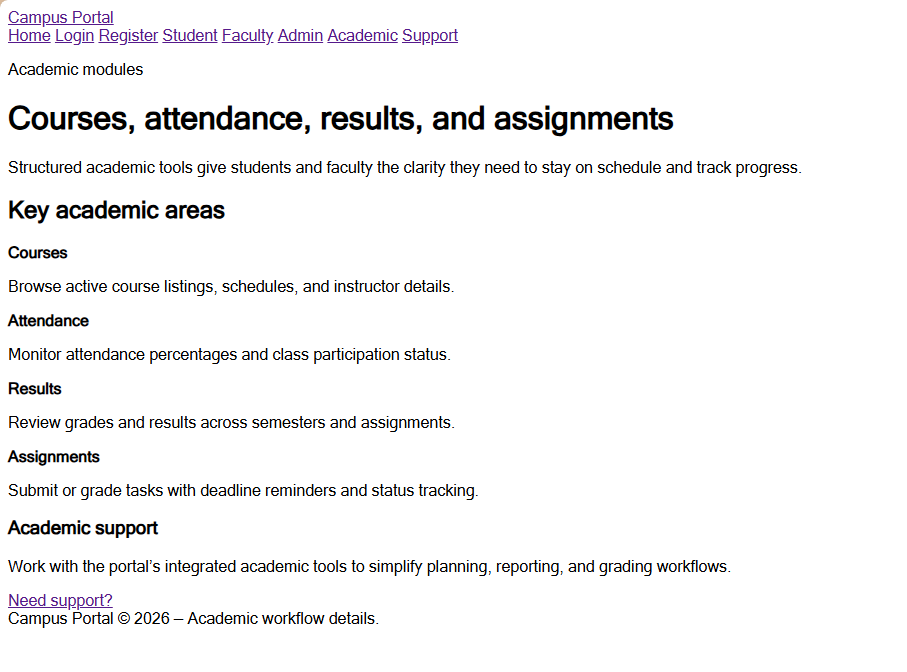 Campus Portal
Home Login Register Student Faculty Admin Academic Support
Academic modules
Courses, attendance, results, and assignments
Structured academic tools give students and faculty the clarity they need to stay on schedule and track progress.
Key academic areas
Courses
Browse active course listings, schedules, and instructor details.
Attendance
Monitor attendance percentages and class participation status.
Results
Review grades and results across semesters and assignments.
Assignments
Submit or grade tasks with deadline reminders and status tracking.
Academic support
Work with the portal’s integrated academic tools to simplify planning, reporting, and grading workflows.
Need support?
Campus Portal © 2026 — Academic workflow details.